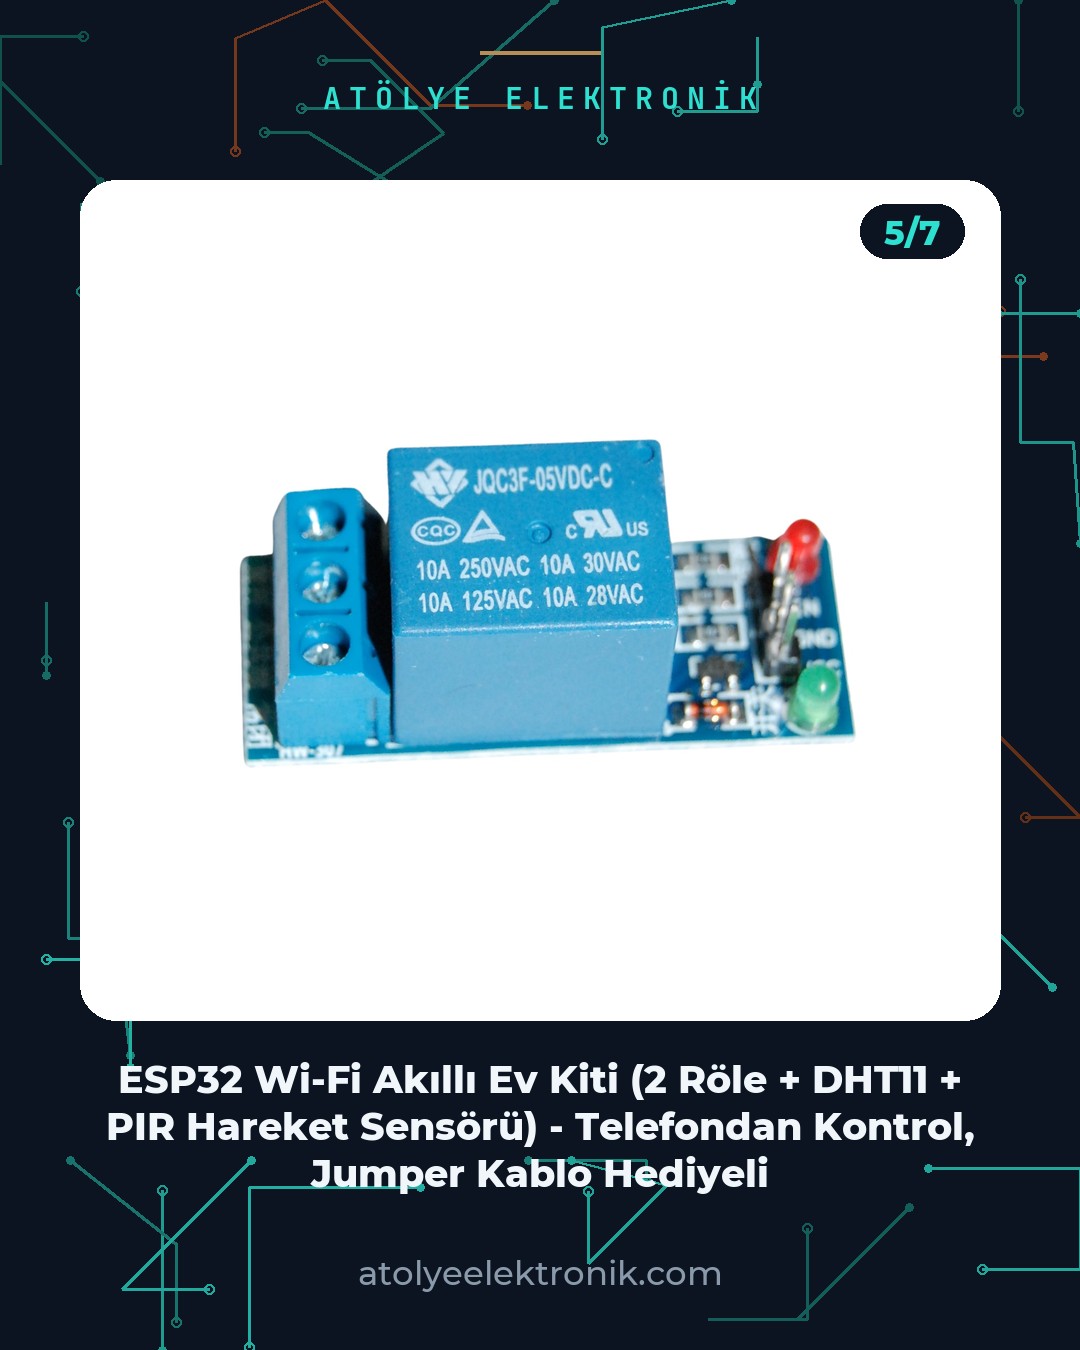 ATÖLYE ELEKTRONİK
5/7
JQC3F-05VDC-C
CQC
C US
10A 250VAC 10A 30VAC
10A 125VAC 10A 28VAC
ESP32 Wi-Fi Akıllı Ev Kiti (2 Röle + DHT11 +
PIR Hareket Sensörü) - Telefondan Kontrol,
Jumper Kablo Hediyeli
atolyeelektronik.com